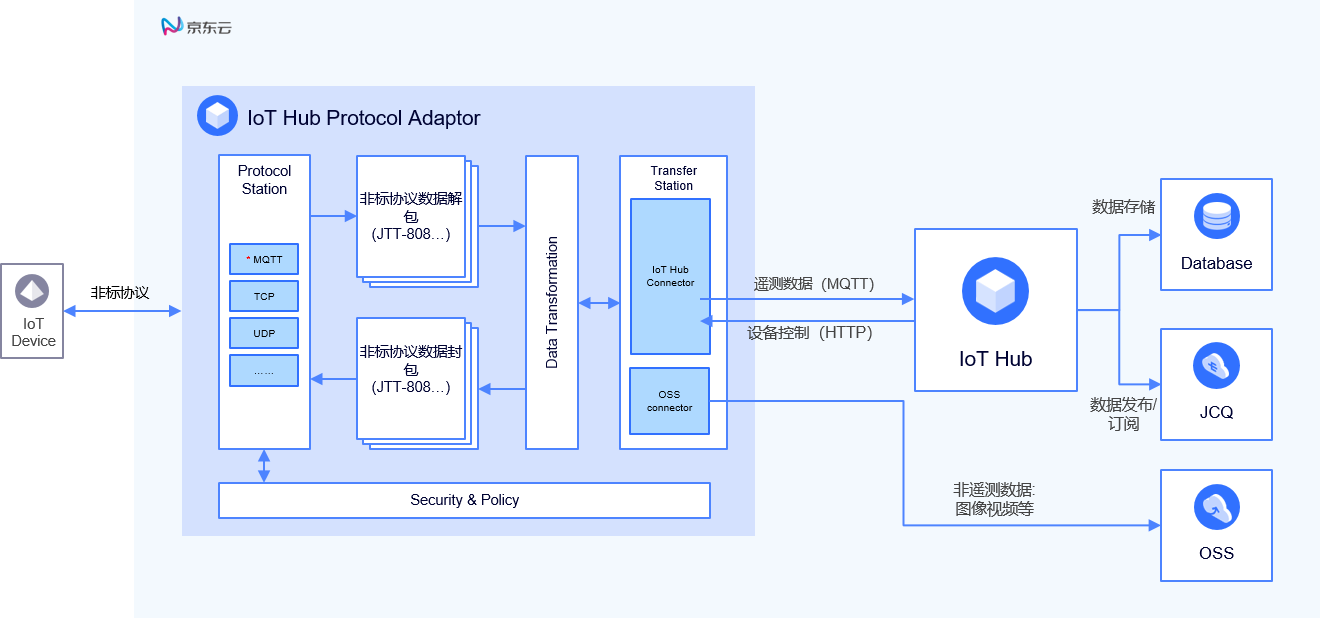 京东云
IoT Hub Protocol Adaptor
Protocol
Station
* MQTT
TCP
UDP
……
非标协议数据解
包
(JTT-808…)
非标协议数据封
包
(JTT-808…)
Data Transformation
Transfer
Station
IoT Hub
Connector
OSS
connector
Security & Policy
IoT
Device
非标协议
遥测数据（MQTT）
设备控制（HTTP）
IoT Hub
数据存储
Database
数据发布/
订阅
JCQ
非遥测数据:
图像视频等
OSS